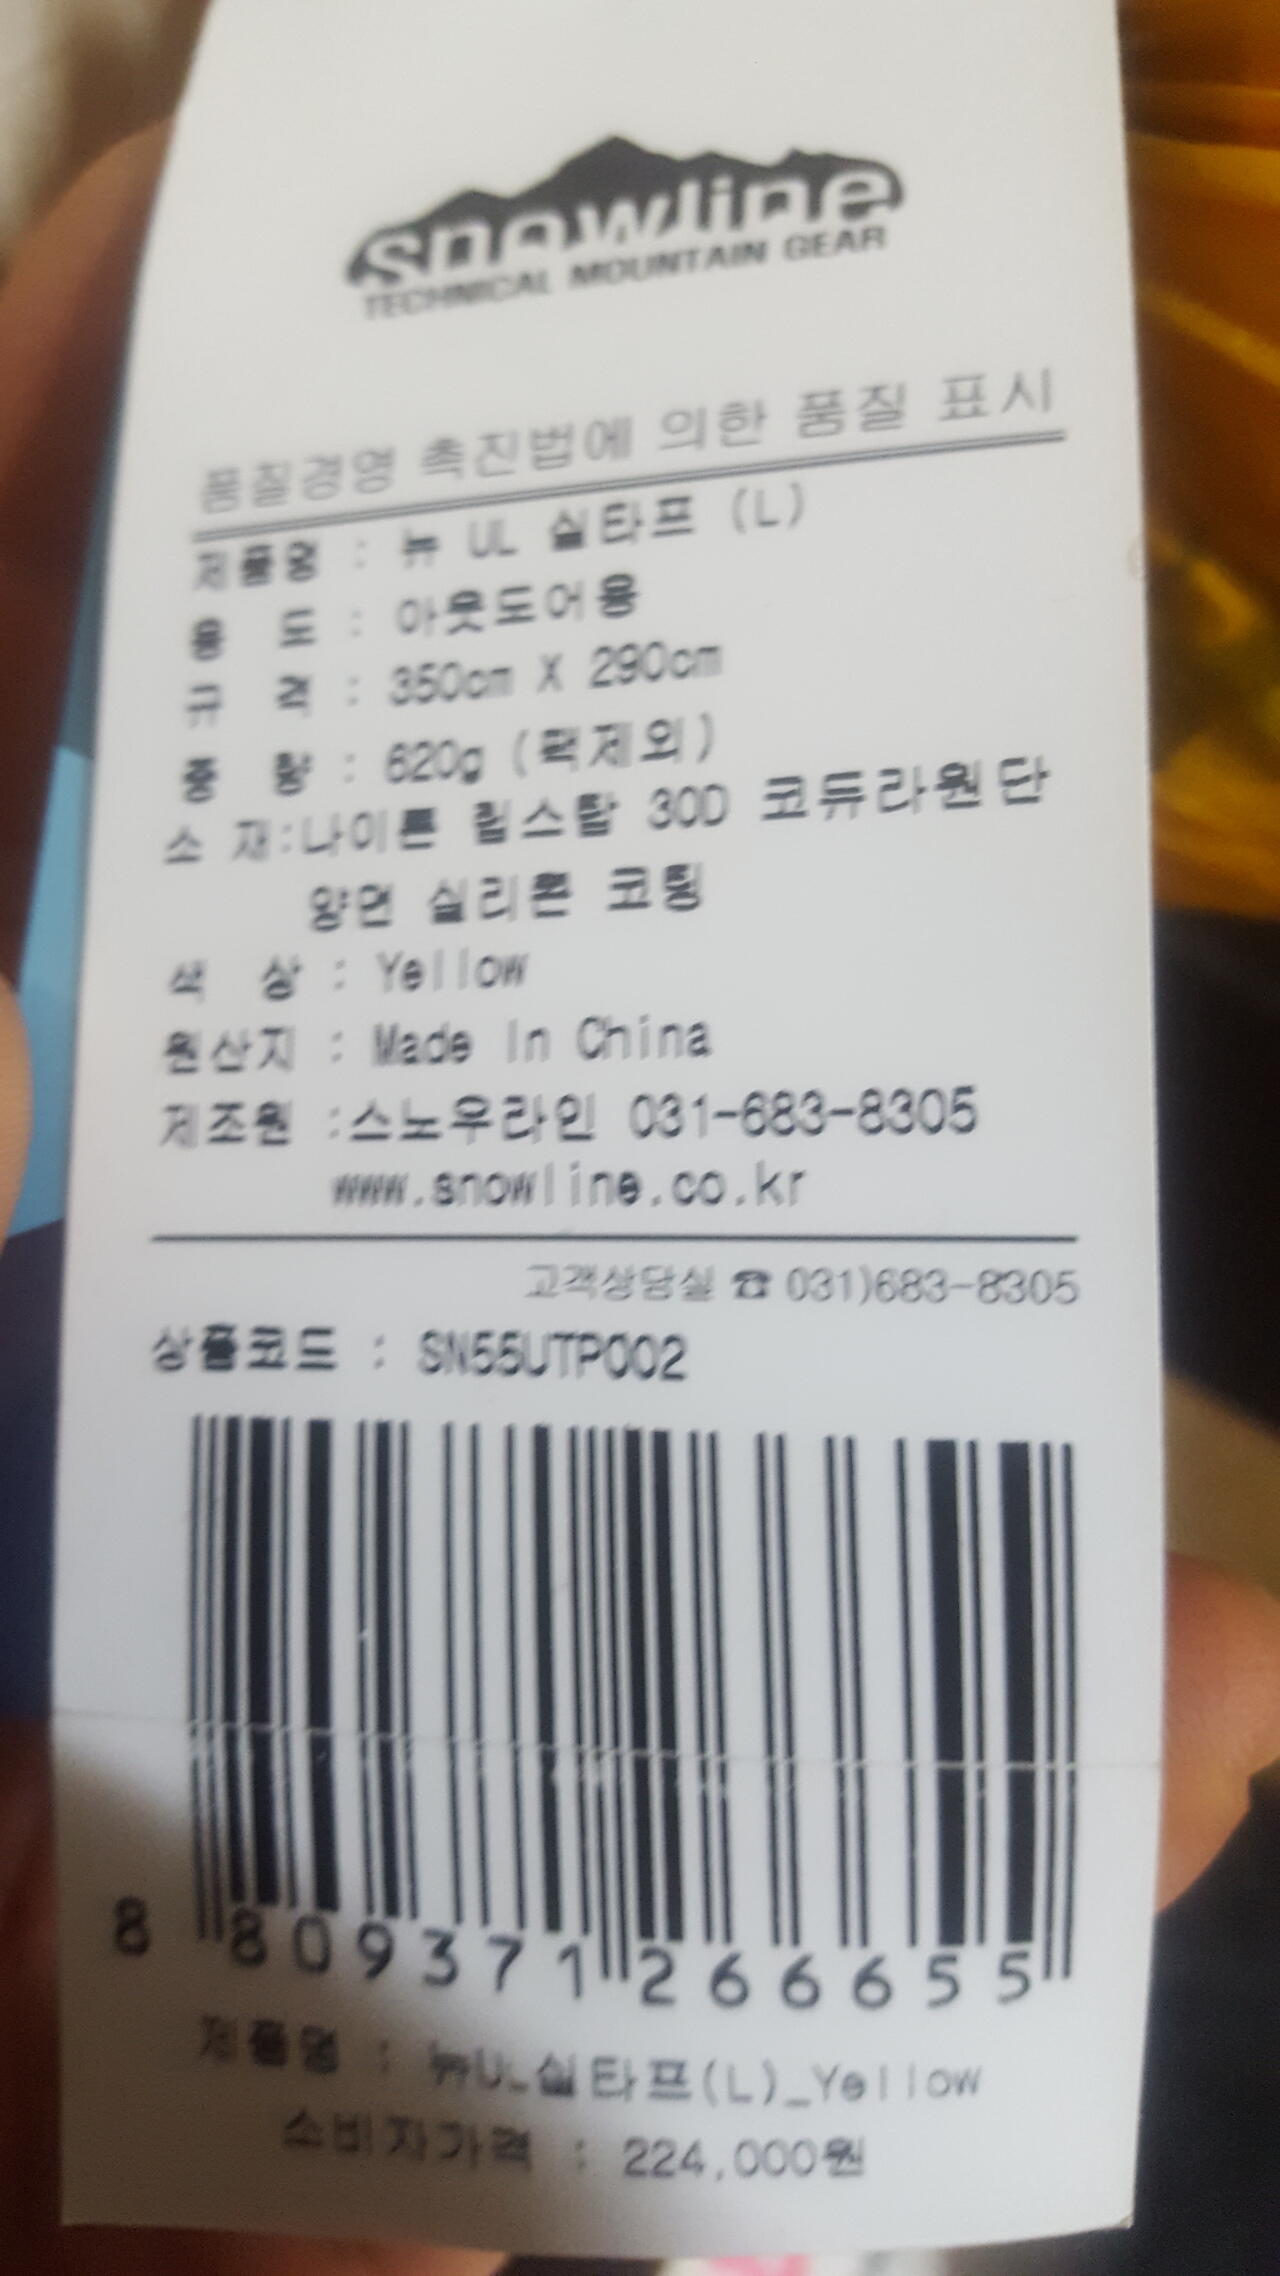 snowline
TECHNICAL MOUNTAIN GEAR
품질경영 촉진법에 의한 품질 표시
제품명 : 뉴 UL 실타프 (L)
용 도 : 아웃도어용
규 격 : 350cm X 290cm
중 량 : 620g (팩제외)
소 재:나이론 립스탑 30D 코듀라원단
양면 실리콘 코팅
색 상 : Yellow
원산지 : Made In China
제조원 :스노우라인 031-683-8305
www.snowline.co.kr
고객상담실 ☎ 031)683-8305
상품코드 : SN55UTP002
8 809371 266655
제품명 : 뉴UL실타프(L)_Yellow
소비자가격 : 224,000원